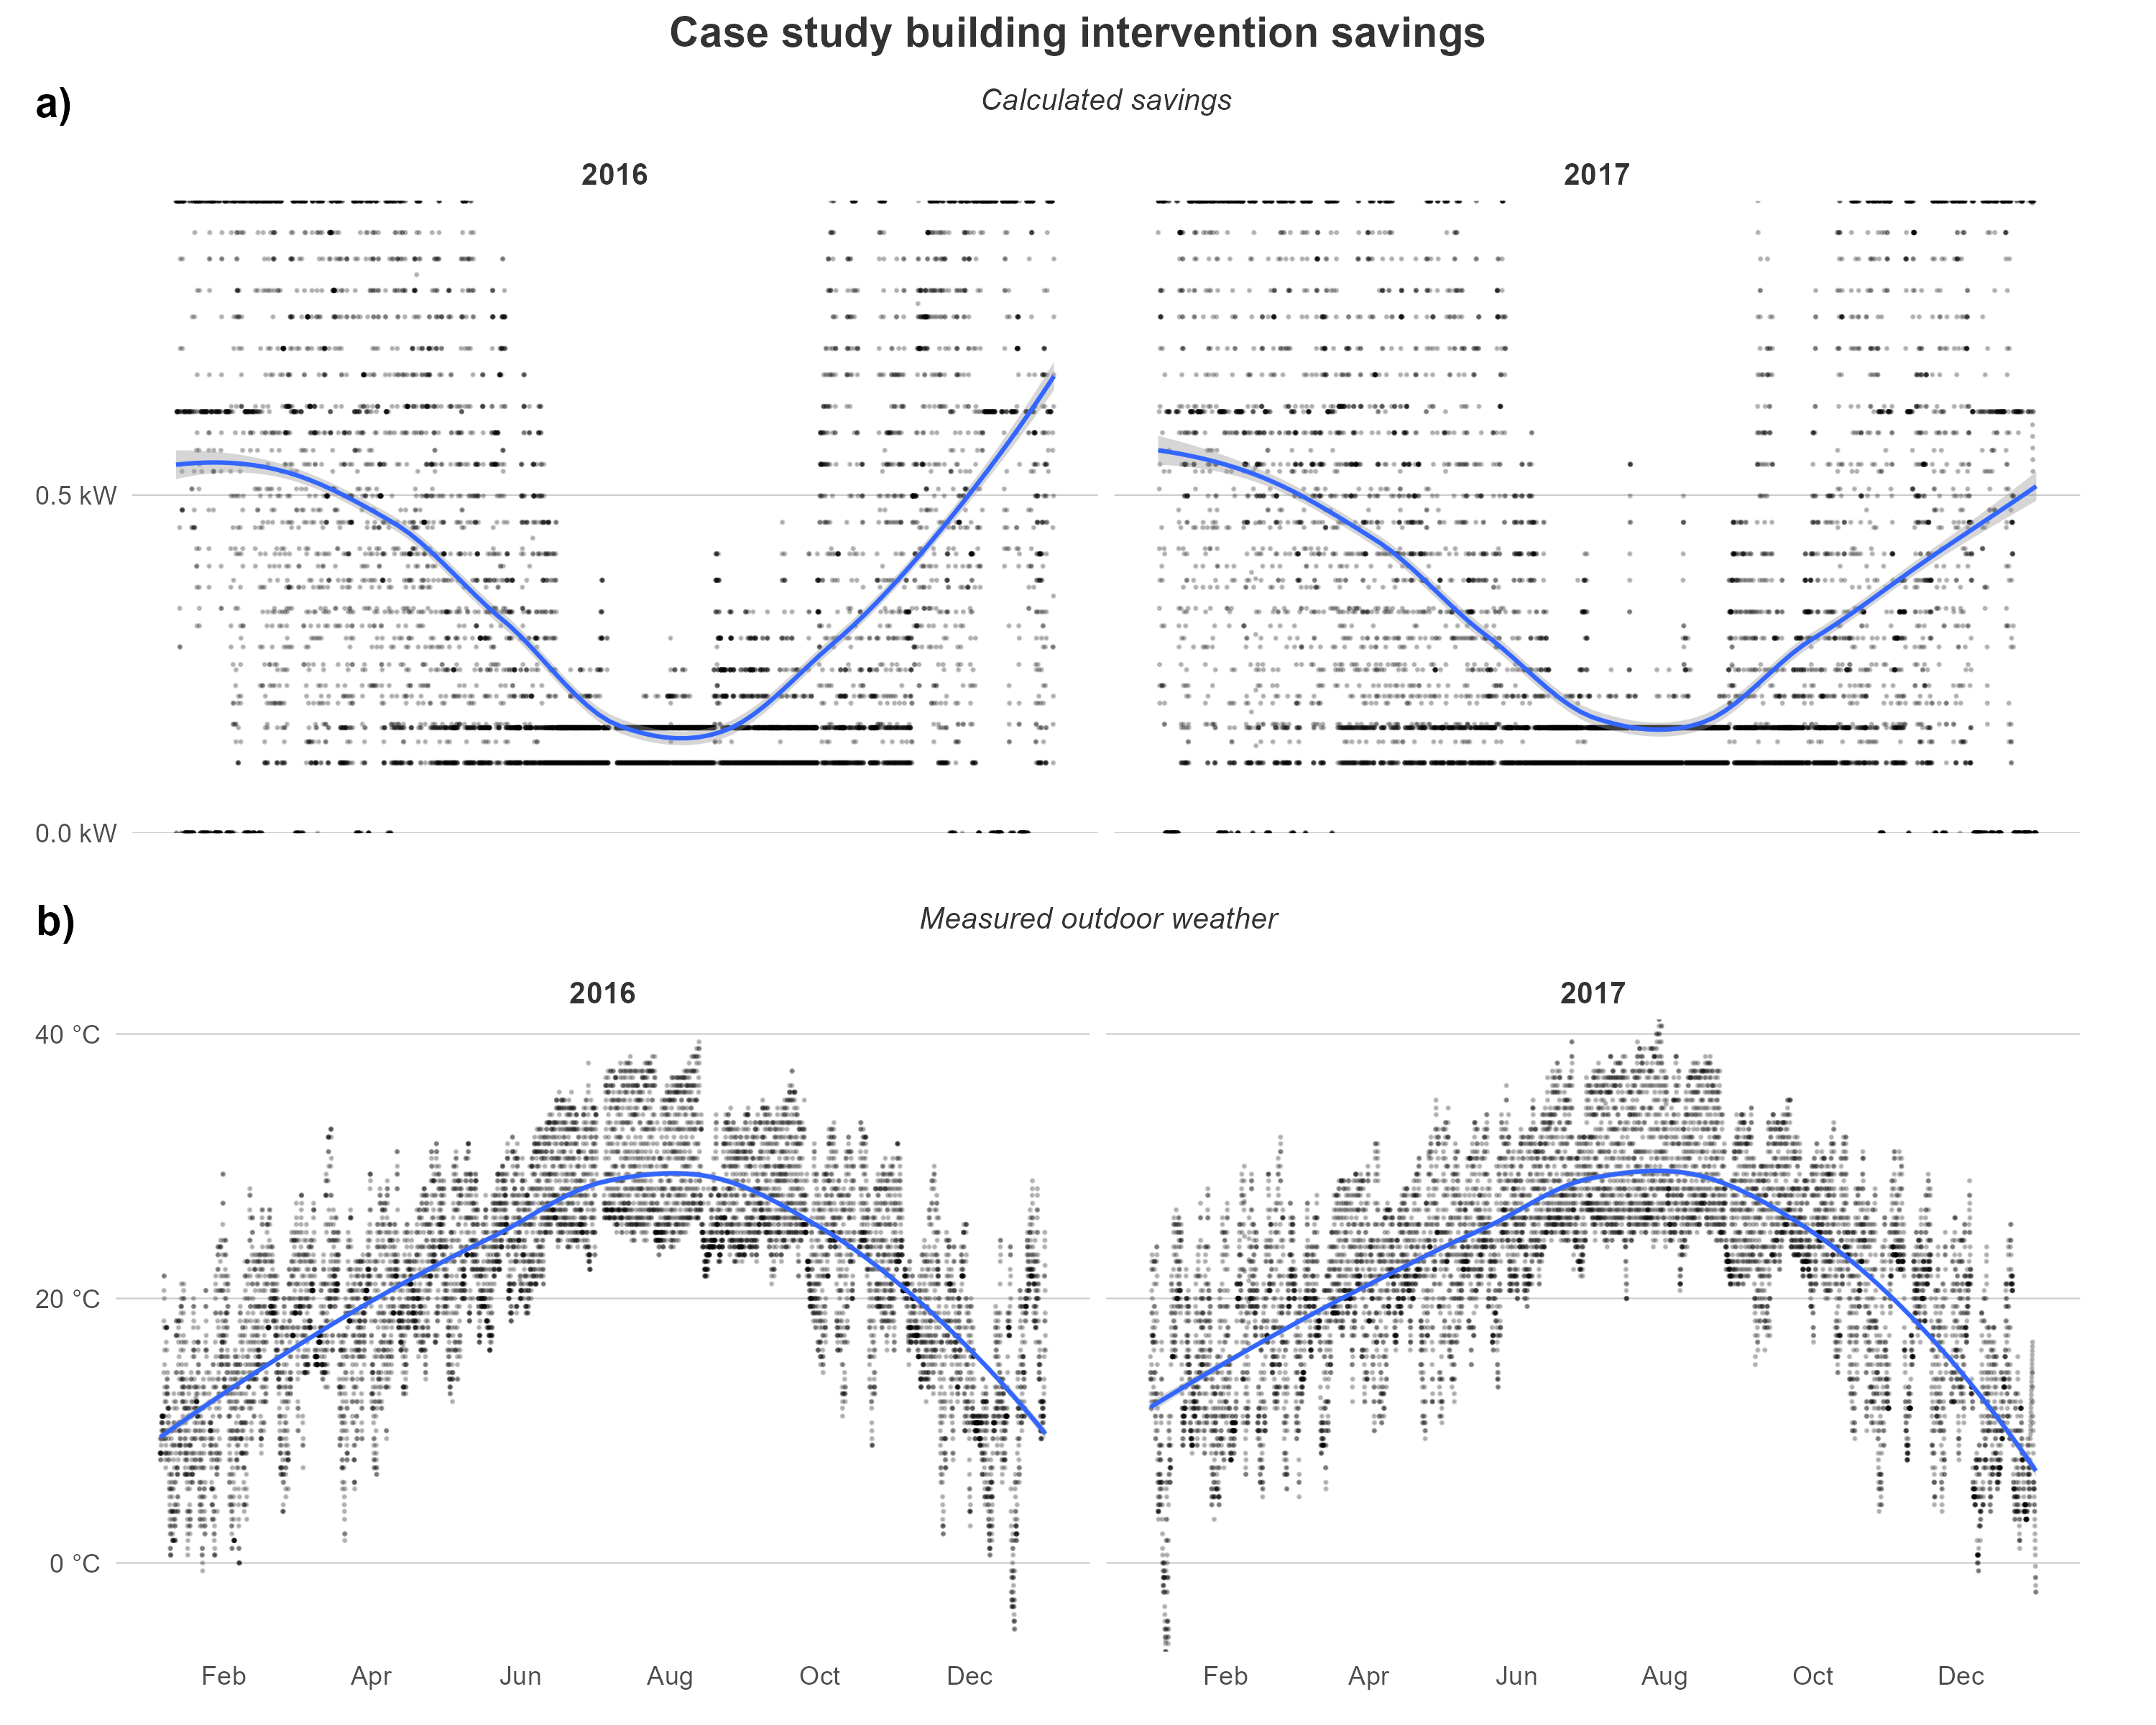 Case study building intervention savings
a)
Calculated savings
2016
2017
0.5 kW
0.0 kW
b)
Measured outdoor weather
2016
2017
40 °C
20 °C
0 °C
Feb Apr Jun Aug Oct Dec Feb Apr Jun Aug Oct Dec